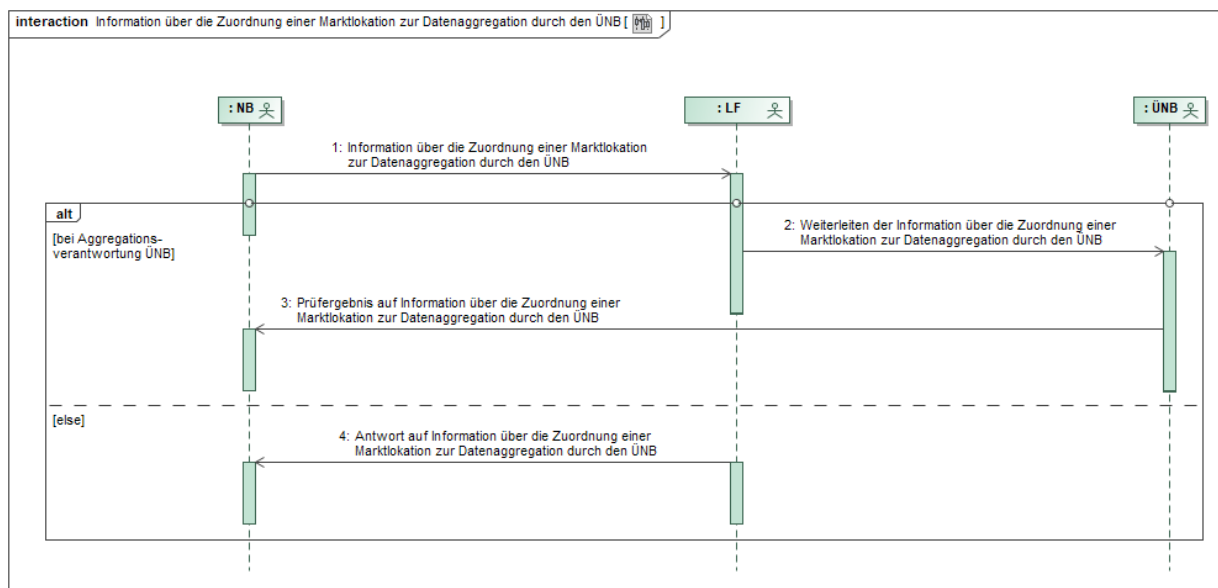 interaction Information über die Zuordnung einer Marktlokation zur Datenaggregation durch den ÜNB [ ]
: NB
: LF
: ÜNB
1: Information über die Zuordnung einer Marktlokation
zur Datenaggregation durch den ÜNB
alt
[bei Aggregations-
verantwortung ÜNB]
2: Weiterleiten der Information über die Zuordnung einer
Marktlokation zur Datenaggregation durch den ÜNB
3: Prüfergebnis auf Information über die Zuordnung einer
Marktlokation zur Datenaggregation durch den ÜNB
[else]
4: Antwort auf Information über die Zuordnung einer
Marktlokation zur Datenaggregation durch den ÜNB